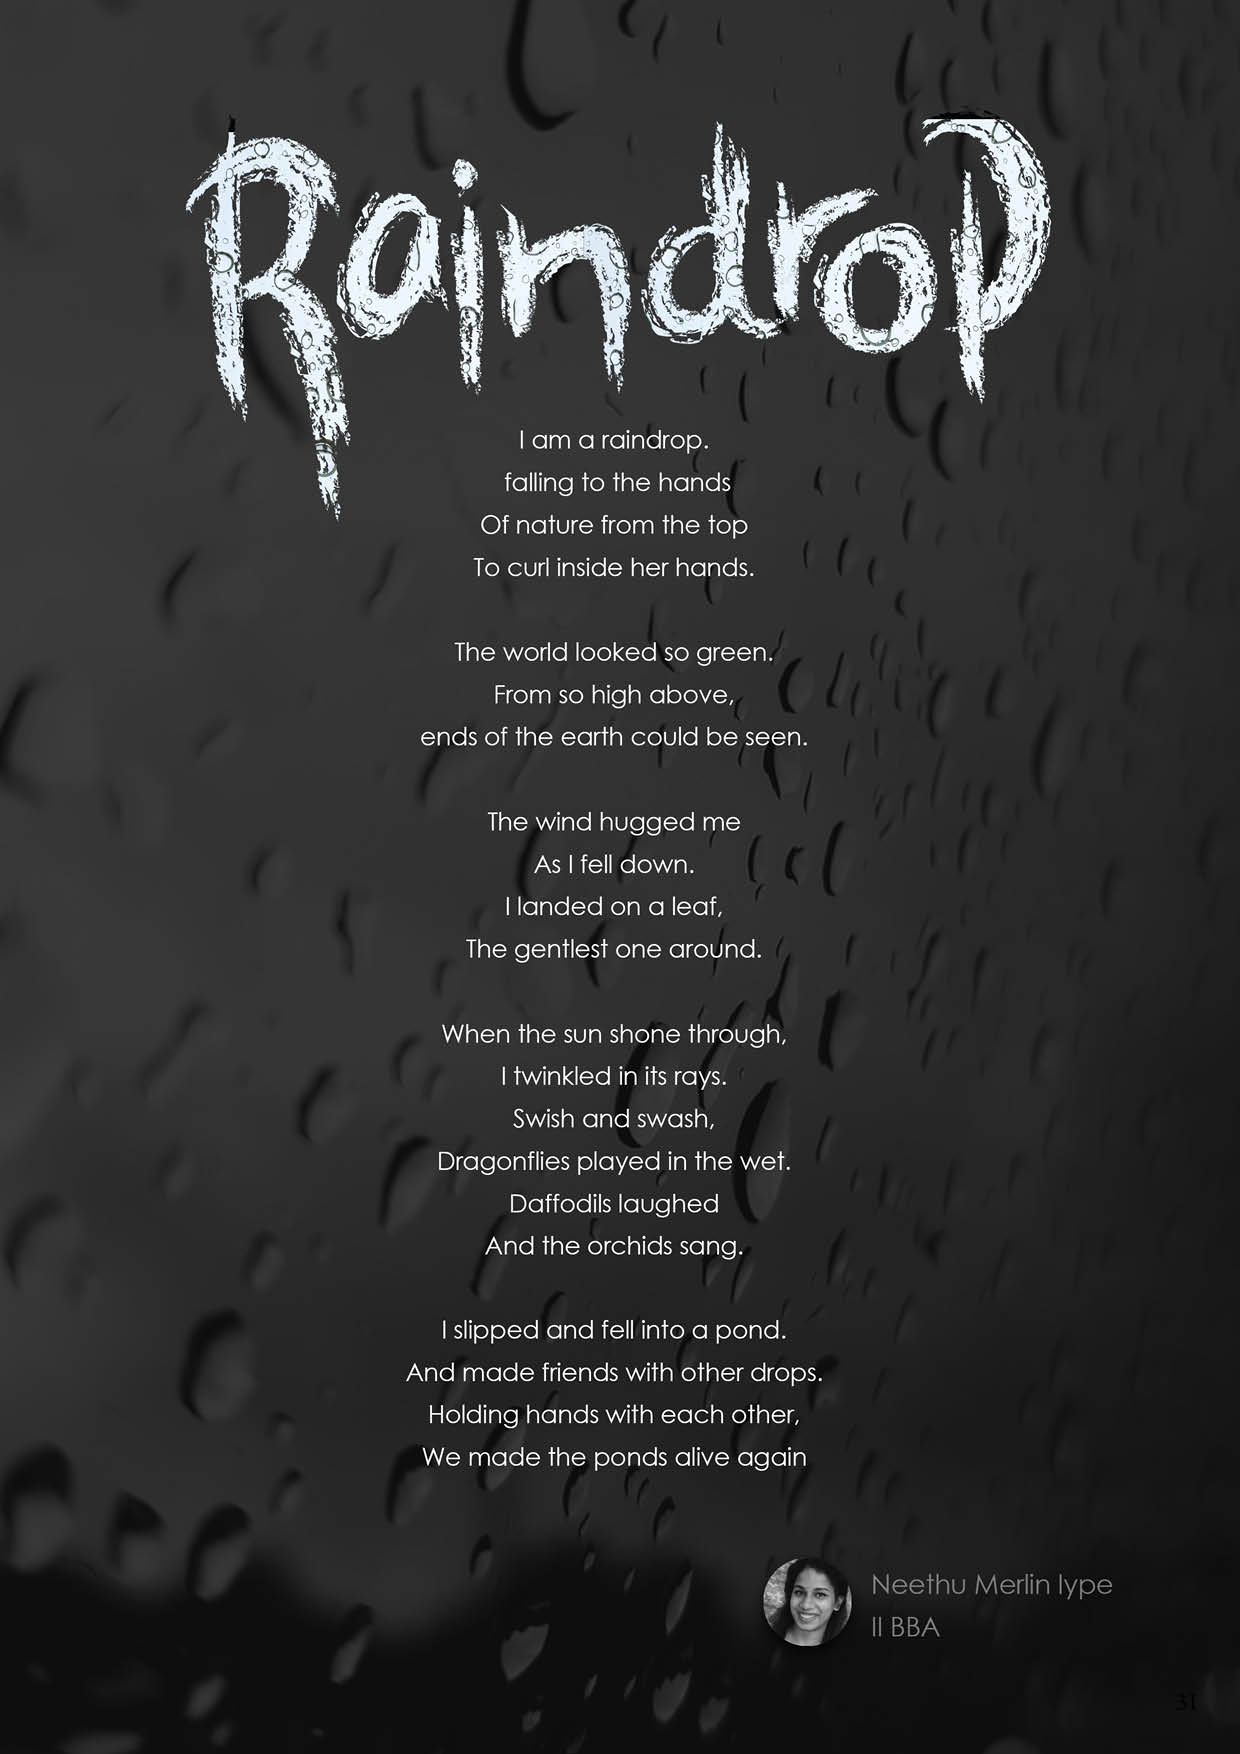 Raindrop
I am a raindrop.
falling to the hands
Of nature from the top
To curl inside her hands.
The world looked so green.
From so high above,
ends of the earth could be seen.
The wind hugged me
As I fell down.
I landed on a leaf,
The gentlest one around.
When the sun shone through,
I twinkled in its rays.
Swish and swash,
Dragonflies played in the wet.
Daffodils laughed
And the orchids sang.
I slipped and fell into a pond.
And made friends with other drops.
Holding hands with each other,
We made the ponds alive again
Neethu Merlin Iype
II BBA
31